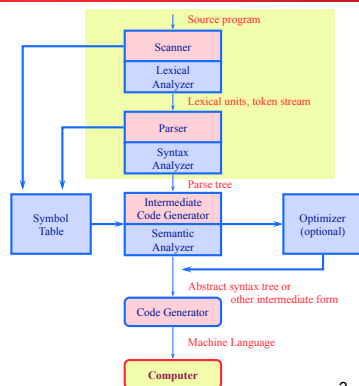 Source program
Scanner
Lexical
Analyzer
Lexical units, token stream
Parser
Syntax
Analyzer
Parse tree
Symbol
Table
Intermediate
Code Generator
Semantic
Analyzer
Optimizer
(optional)
Abstract syntax tree or
other intermediate form
Code Generator
Machine Language
Computer